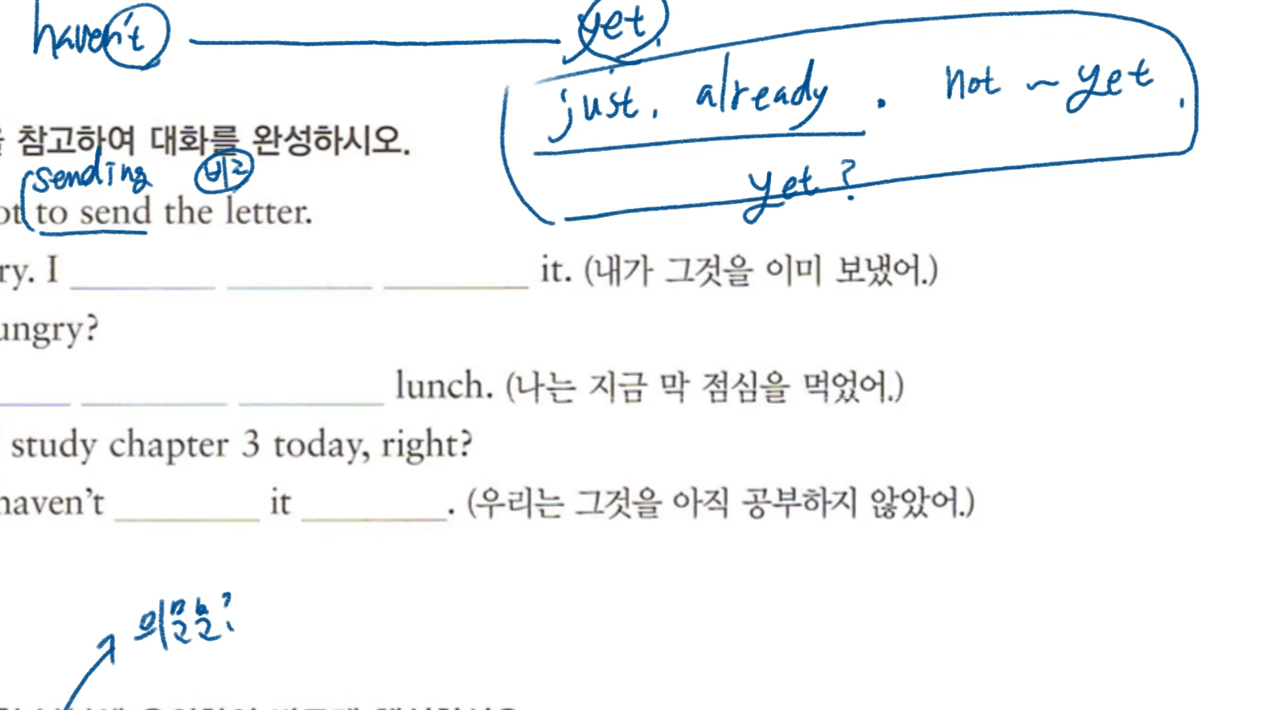 haven't yet.
just, already . not ~ yet.
참고하여 대화를 완성하시오.
yet?
sending 비교
to send the letter.
ry. I it. (내가 그것을 이미 보냈어.)
ungry?
lunch. (나는 지금 막 점심을 먹었어.)
study chapter 3 today, right?
haven't it . (우리는 그것을 아직 공부하지 않았어.)
의문문?